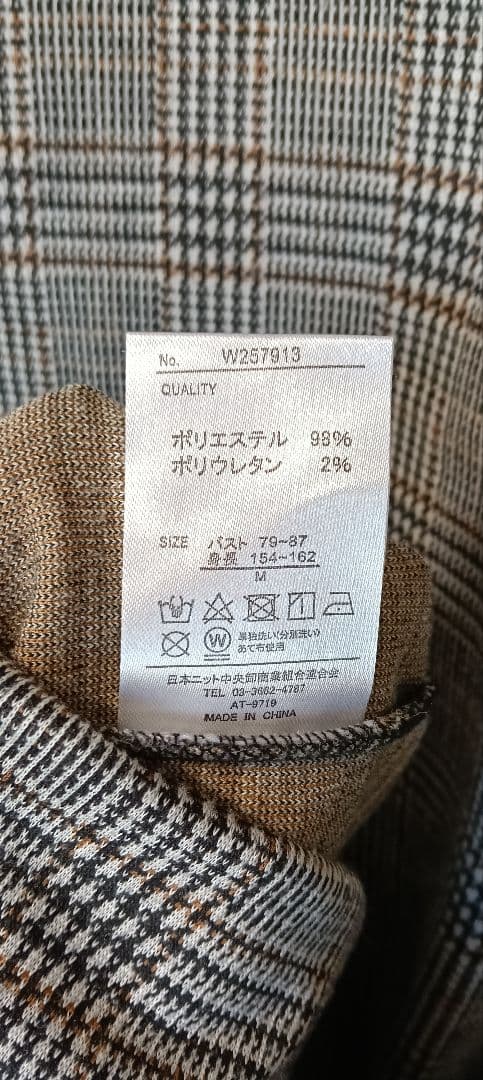 No. W257913
QUALITY
ポリエステル 98%
ポリウレタン 2%
SIZE バスト 79~87
身長 154~162
M
W
単独洗い(分別洗い)
あて布使用
日本ニット中央卸商業組合連合会
TEL 03-3662-4787
AT-9719
MADE IN CHINA